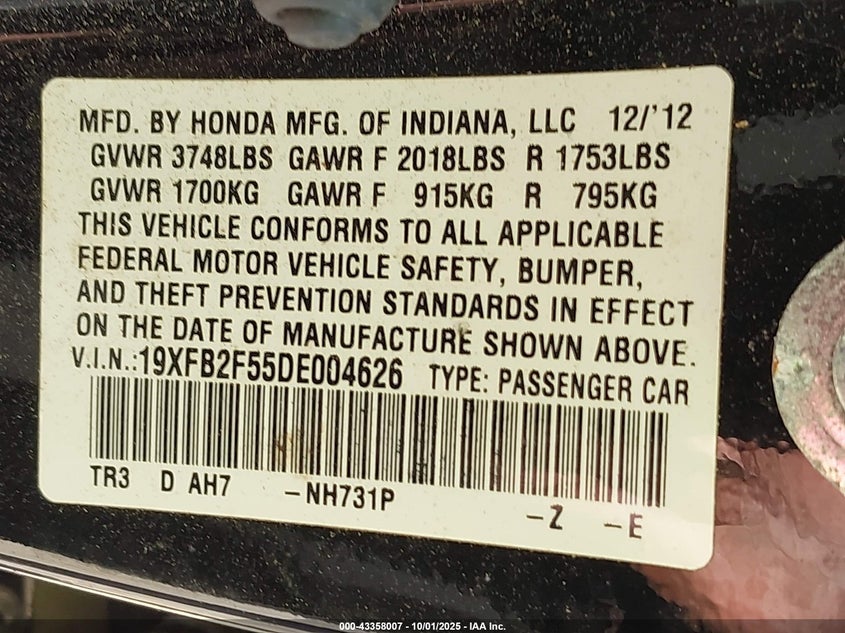 MFD. BY HONDA MFG. OF INDIANA, LLC 12/'12
GVWR 3748LBS GAWR F 2018LBS R 1753LBS
GVWR 1700KG GAWR F 915KG R 795KG
THIS VEHICLE CONFORMS TO ALL APPLICABLE
FEDERAL MOTOR VEHICLE SAFETY, BUMPER,
AND THEFT PREVENTION STANDARDS IN EFFECT
ON THE DATE OF MANUFACTURE SHOWN ABOVE.
V.I.N.:19XFB2F55DE004626 TYPE: PASSENGER CAR
TR3 D AH7 -NH731P -Z -E
000-43358007 - 10/01/2025 - IAA Inc.